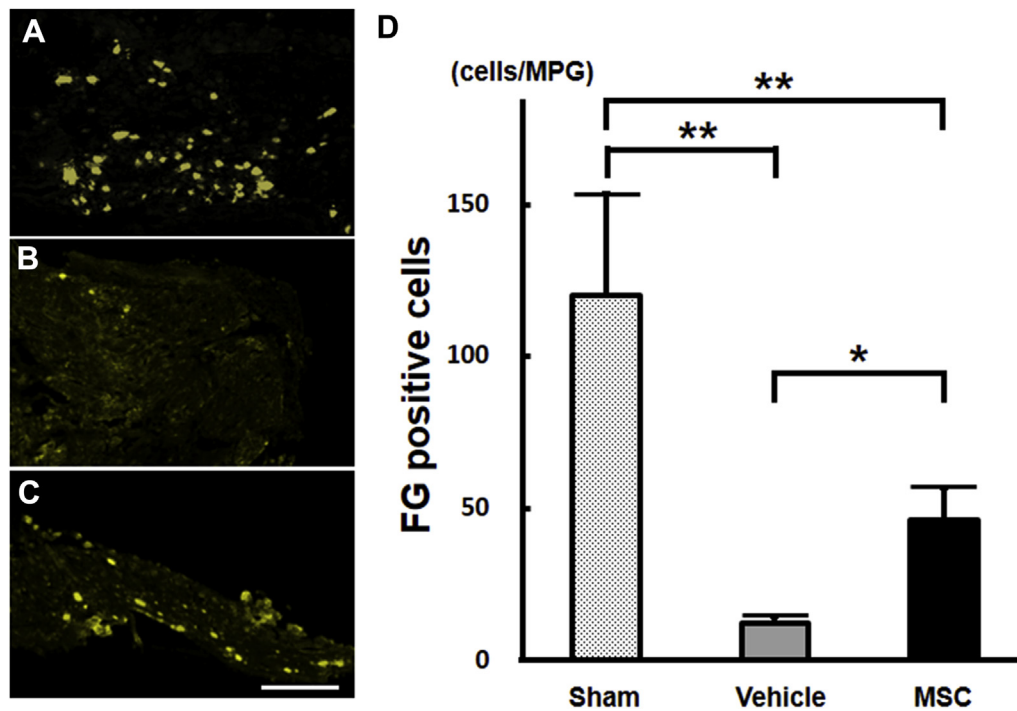 A
B
C
D
(cells/MPG)
FG positive cells
150
100
50
0
**
**
*
Sham Vehicle MSC